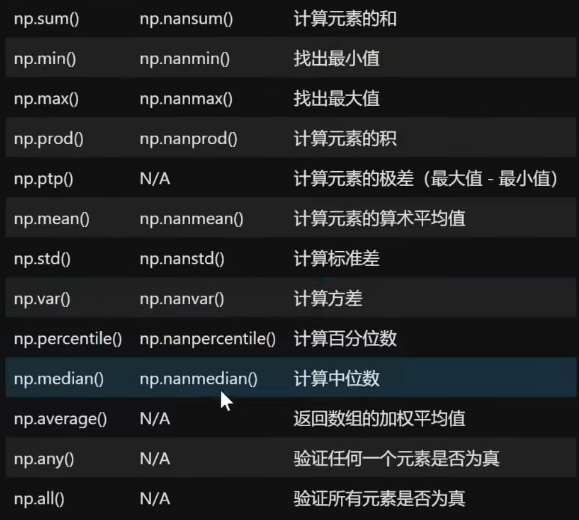 np.sum() np.nansum() 计算元素的和
np.min() np.nanmin() 找出最小值
np.max() np.nanmax() 找出最大值
np.prod() np.nanprod() 计算元素的积
np.ptp() N/A 计算元素的极差（最大值 - 最小值）
np.mean() np.nanmean() 计算元素的算术平均值
np.std() np.nanstd() 计算标准差
np.var() np.nanvar() 计算方差
np.percentile() np.nanpercentile() 计算百分位数
np.median() np.nanmedian() 计算中位数
np.average() N/A 返回数组的加权平均值
np.any() N/A 验证任何一个元素是否为真
np.all() N/A 验证所有元素是否为真